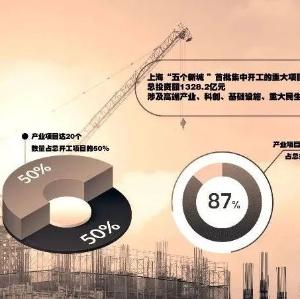 上海“五个新城 ”首批集中开工的重大项目
总投资额1328.2亿元
涉及高端产业、科创、基础设施、重大民生
产业项目达20个
数量占总开工项目的50%
产业项目
占总
50%
50%
87%